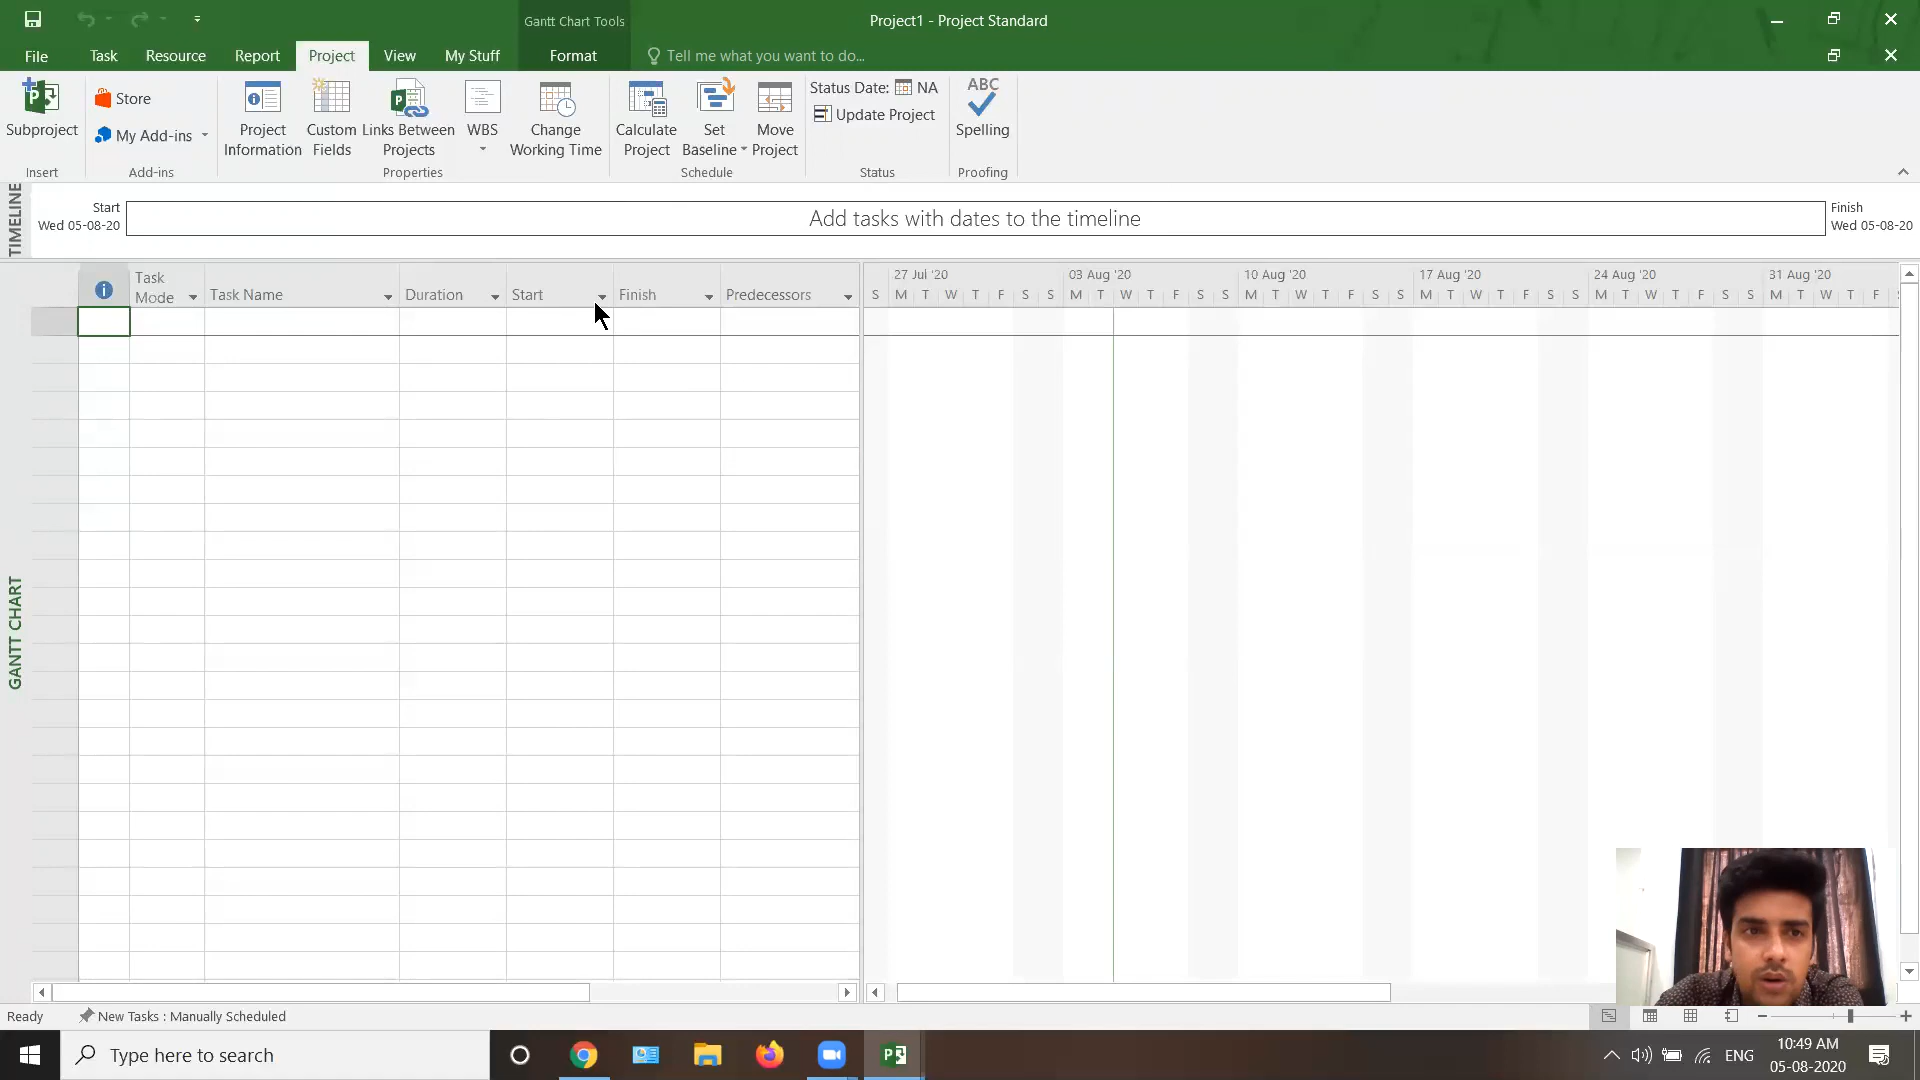 Gantt Chart Tools
Project1 - Project Standard
File Task Resource Report Project View My Stuff Format Tell me what you want to do...
Subproject
Store
My Add-ins
Project Information
Custom Fields
Links Between Projects
WBS
Change Working Time
Calculate Project
Set Baseline
Move Project
Status Date: NA
Update Project
ABC
Spelling
Insert Add-ins Properties Schedule Status Proofing
TIMELINE
Start
Wed 05-08-20
Add tasks with dates to the timeline
Finish
Wed 05-08-20
Task Mode
Task Name
Duration
Start
Finish
Predecessors
27 Jul '20 03 Aug '20 10 Aug '20 17 Aug '20 24 Aug '20 31 Aug '20
S M T W T F S S M T W T F S S M T W T F S S M T W T F S S M T W T F S S M T W T F
GANTT CHART
Ready
New Tasks : Manually Scheduled
Type here to search
ENG
10:49 AM
05-08-2020